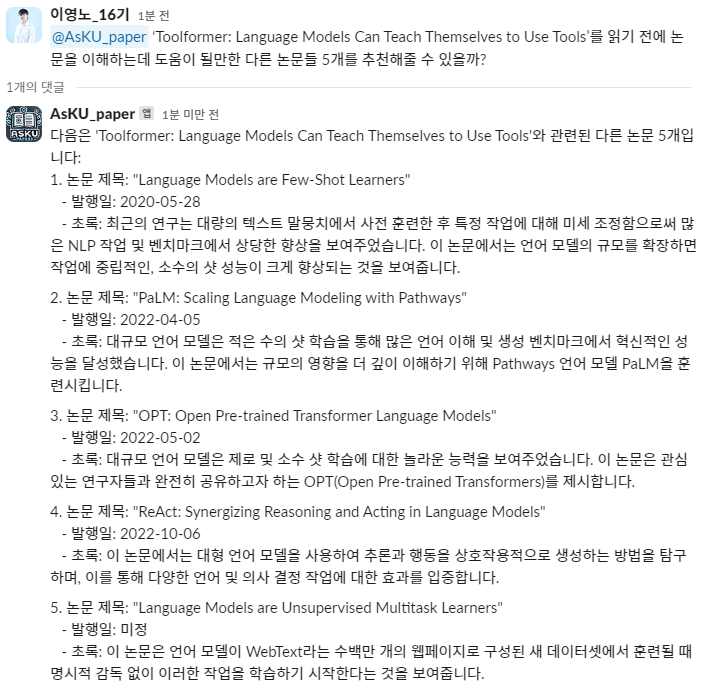 이영노_16기 1분 전
@AsKU_paper 'Toolformer: Language Models Can Teach Themselves to Use Tools'를 읽기 전에 논
문을 이해하는데 도움이 될만한 다른 논문들 5개를 추천해줄 수 있을까?
1개의 댓글
ASKU
AsKU_paper 앱 1분 미만 전
다음은 'Toolformer: Language Models Can Teach Themselves to Use Tools'와 관련된 다른 논문 5개입
니다:
1. 논문 제목: "Language Models are Few-Shot Learners"
- 발행일: 2020-05-28
- 초록: 최근의 연구는 대량의 텍스트 말뭉치에서 사전 훈련한 후 특정 작업에 대해 미세 조정함으로써 많
은 NLP 작업 및 벤치마크에서 상당한 향상을 보여주었습니다. 이 논문에서는 언어 모델의 규모를 확장하면
작업에 중립적인, 소수의 샷 성능이 크게 향상되는 것을 보여줍니다.
2. 논문 제목: "PaLM: Scaling Language Modeling with Pathways"
- 발행일: 2022-04-05
- 초록: 대규모 언어 모델은 적은 수의 샷 학습을 통해 많은 언어 이해 및 생성 벤치마크에서 혁신적인 성
능을 달성했습니다. 이 논문에서는 규모의 영향을 더 깊이 이해하기 위해 Pathways 언어 모델 PaLM을 훈
련시킵니다.
3. 논문 제목: "OPT: Open Pre-trained Transformer Language Models"
- 발행일: 2022-05-02
- 초록: 대규모 언어 모델은 제로 및 소수 샷 학습에 대한 놀라운 능력을 보여주었습니다. 이 논문은 관심
있는 연구자들과 완전히 공유하고자 하는 OPT(Open Pre-trained Transformers)를 제시합니다.
4. 논문 제목: "ReAct: Synergizing Reasoning and Acting in Language Models"
- 발행일: 2022-10-06
- 초록: 이 논문에서는 대형 언어 모델을 사용하여 추론과 행동을 상호작용적으로 생성하는 방법을 탐구
하며, 이를 통해 다양한 언어 및 의사 결정 작업에 대한 효과를 입증합니다.
5. 논문 제목: "Language Models are Unsupervised Multitask Learners"
- 발행일: 미정
- 초록: 이 논문은 언어 모델이 WebText라는 수백만 개의 웹페이지로 구성된 새 데이터셋에서 훈련될 때
명시적 감독 없이 이러한 작업을 학습하기 시작한다는 것을 보여줍니다.